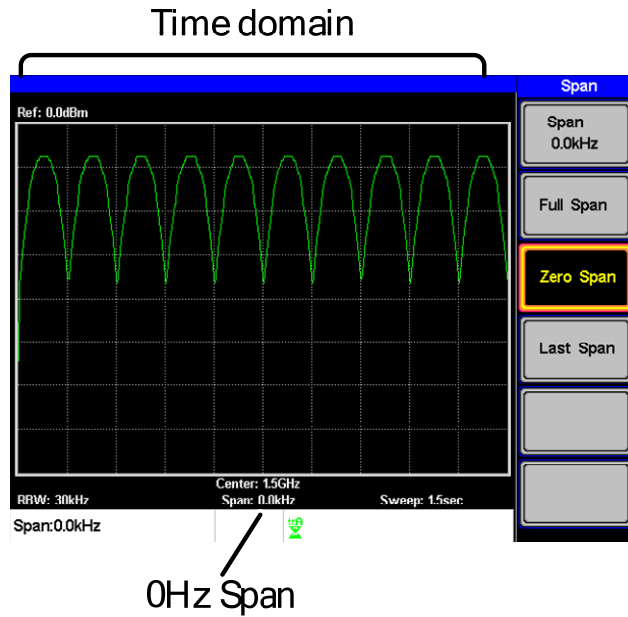 Time domain
Span
Ref: 0.0dBm
Span
0.0kHz
Full Span
Zero Span
Last Span
Center: 1.5GHz
RBW: 30kHz Span: 0.0kHz Sweep: 1.5sec
Span:0.0kHz trA
0Hz Span